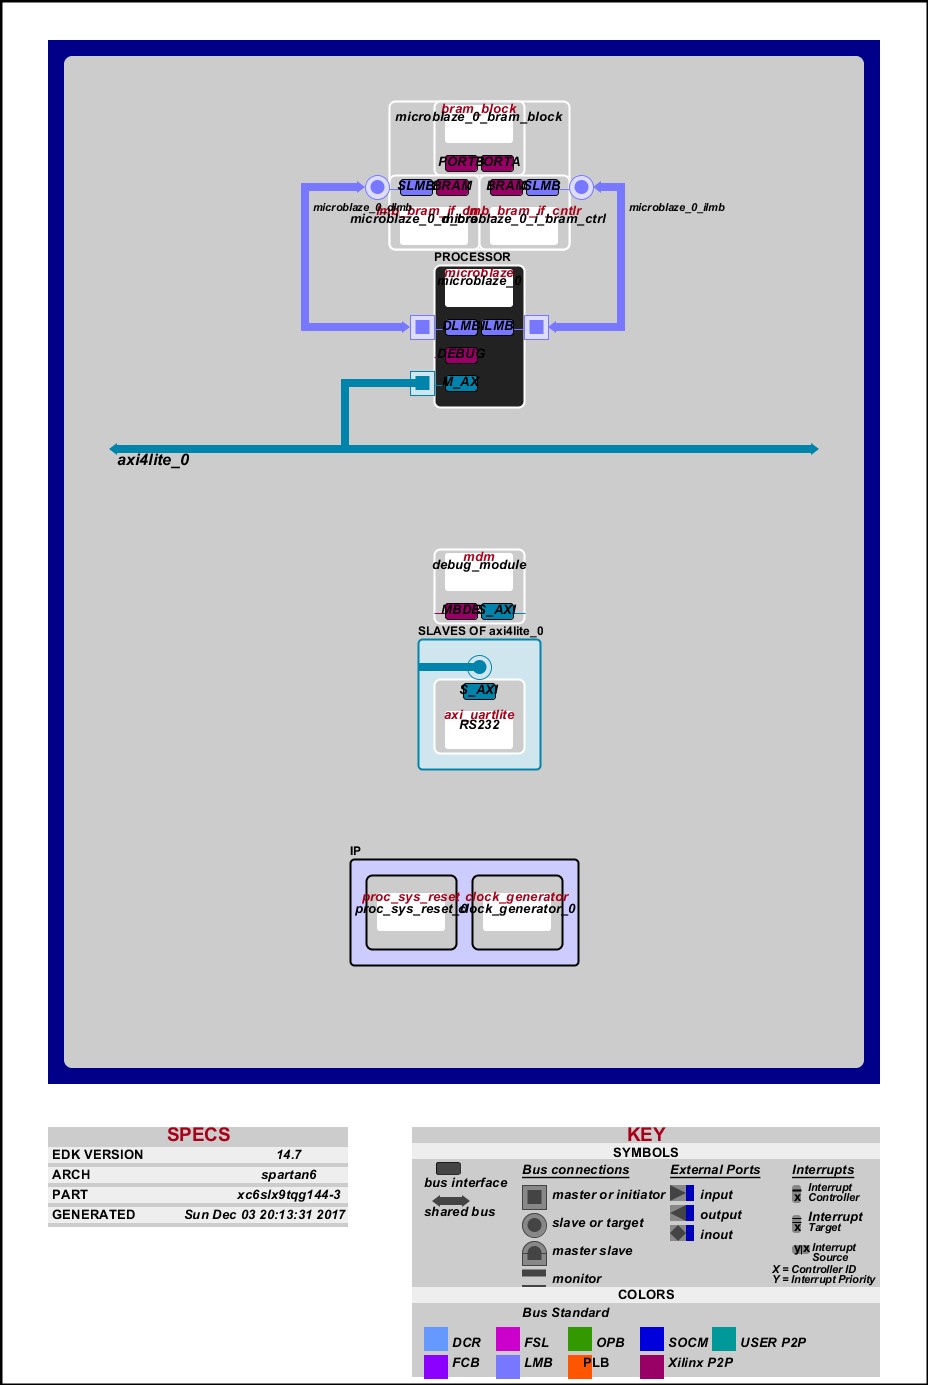 bram_block
microblaze_0_bram_block
PORTB PORTA
SLMB BRAM BRAM SLMB
microblaze_0_dlmb microblaze_0_ilmb
lmb_bram_if_cntlr
microblaze_0_i_bram_ctrl
PROCESSOR
microblaze
microblaze_0
DLMB ILMB
DEBUG
M_AXI
axi4lite_0
mdm
debug_module
S_AXI
SLAVES OF axi4lite_0
S_AXI
axi_uartlite
RS232
IP
proc_sys_reset clock_generator
proc_sys_reset_0 clock_generator_0
SPECS
EDK VERSION 14.7
ARCH spartan6
PART xc6slx9tqg144-3
GENERATED Sun Dec 03 20:13:31 2017
KEY
SYMBOLS
bus interface
shared bus
Bus connections
master or initiator
slave or target
master slave
monitor
External Ports
input
output
inout
Interrupts
x
Interrupt
Controller
x
Interrupt
Target
y|x
Interrupt
Source
X = Controller ID
Y = Interrupt Priority
COLORS
Bus Standard
DCR FSL OPB SOCM USER P2P
FCB LMB PLB Xilinx P2P